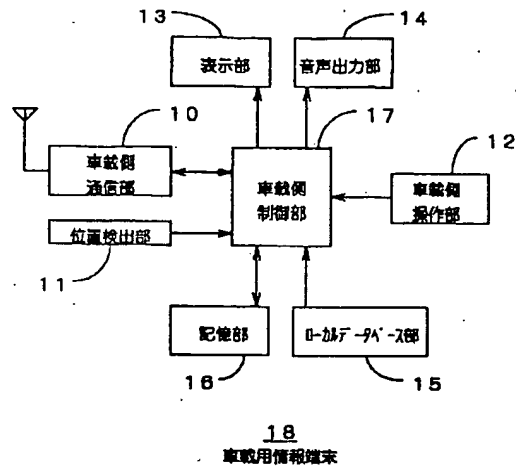 13
14
表示部
音声出力部
10
17
12
車載側
通信部
車載側
制御部
車載側
操作部
位置検出部
11
記憶部
ローカルデータベース部
16
15
18
車載用情報端末